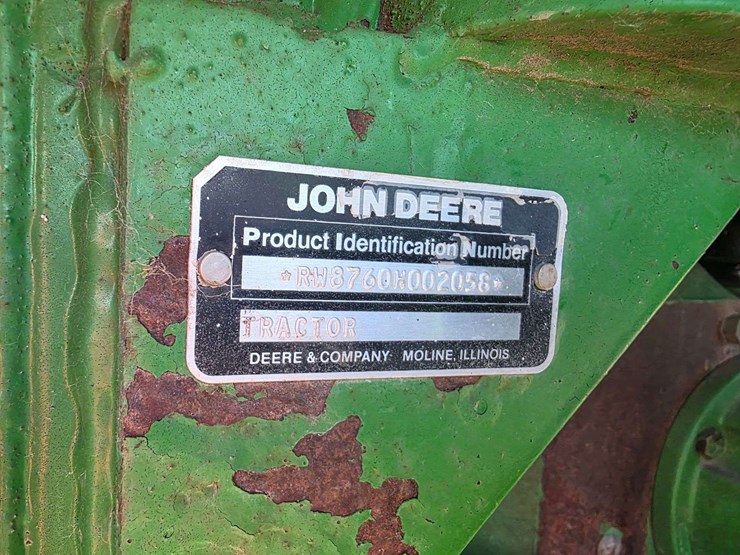 JOHN DEERE
Product Identification Number
*RW8760H002058*
TRACTOR
DEERE & COMPANY MOLINE, ILLINOIS